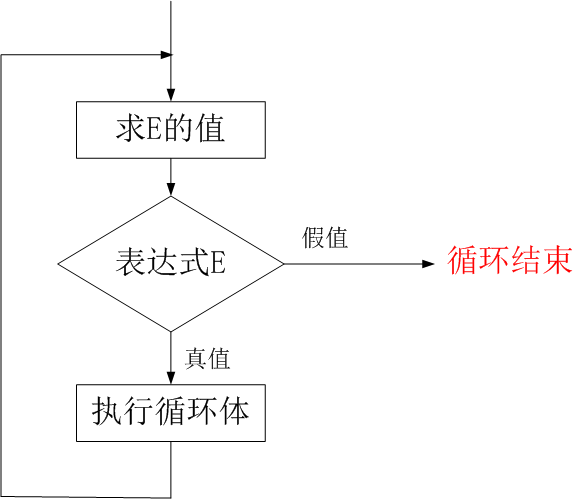 求E的值
表达式E
假值
循环结束
真值
执行循环体